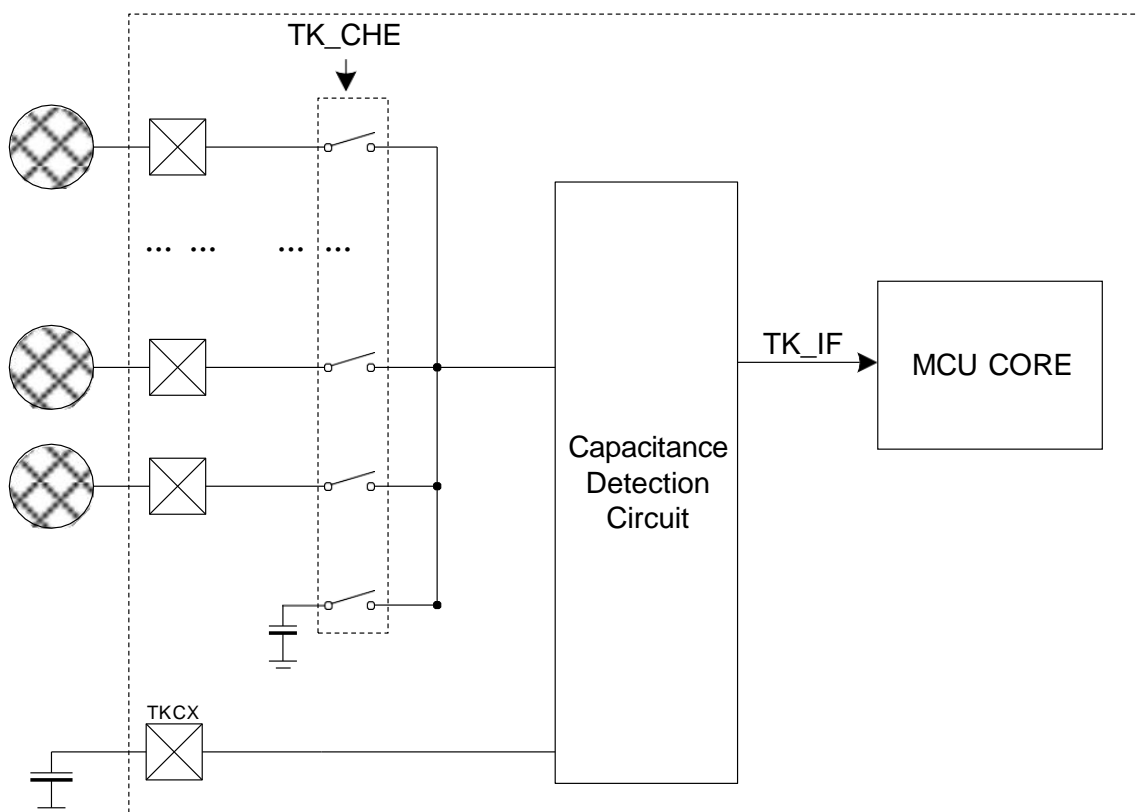 TK_CHE
... ... ... ...
TK_IF
MCU CORE
Capacitance
Detection
Circuit
TKCX